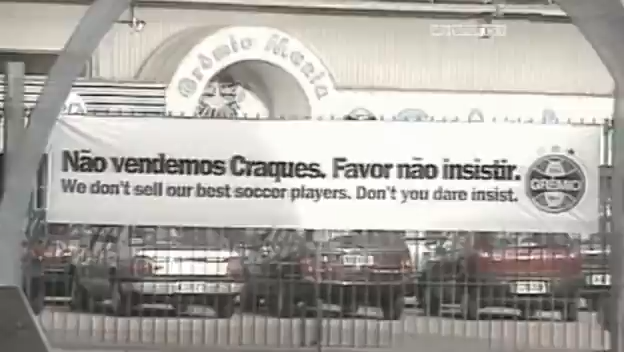 Grêmio Mania
Não vendemos Craques. Favor não insistir.
We don't sell our best soccer players. Don't you dare insist.
GRÊMIO